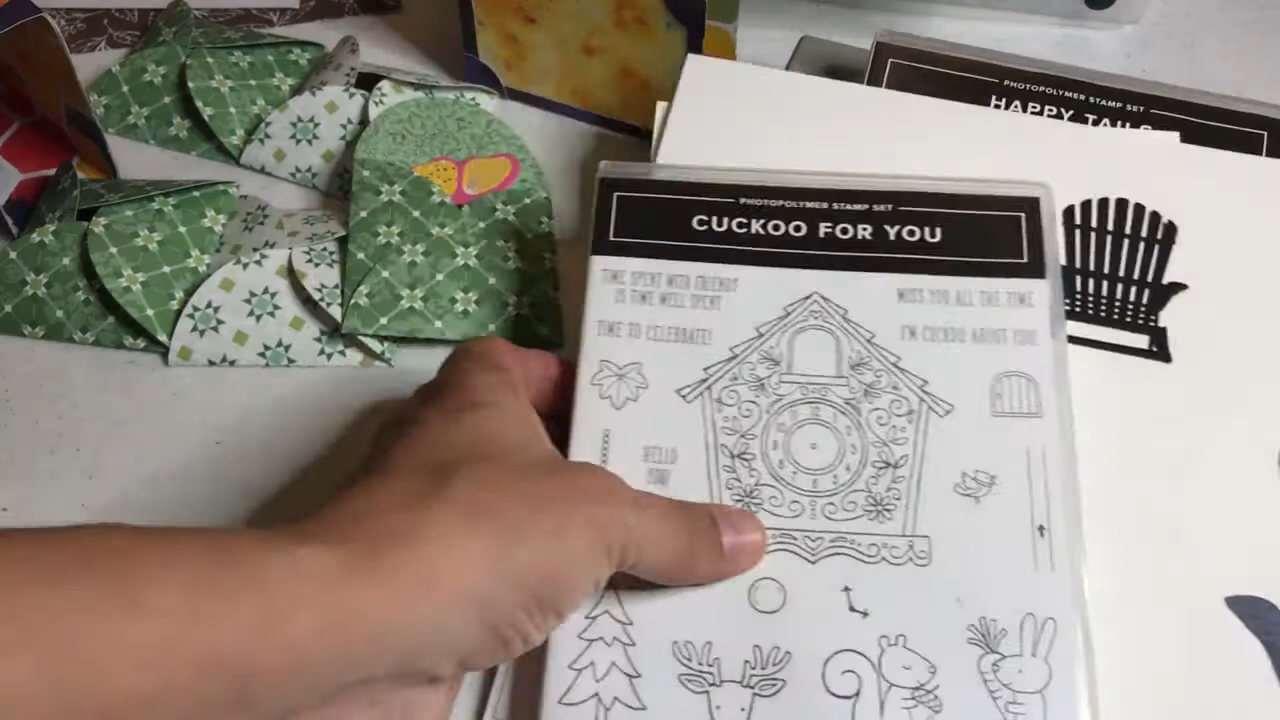 PHOTOPOLYMER STAMP SET
HAPPY TAILS
PHOTOPOLYMER STAMP SET
CUCKOO FOR YOU
TIME SPENT WITH FRIENDS
IS TIME WELL SPENT
MISS YOU ALL THE TIME
TIME TO CELEBRATE!
I'M CUCKOO ABOUT YOU!
HELLO
YOU!